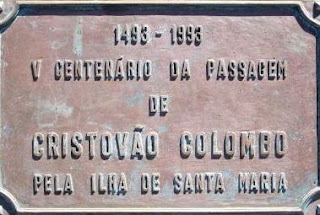 1493 - 1993
V CENTENÁRIO DA PASSAGEM
DE
CRISTOVÃO COLOMBO
PELA ILHA DE SANTA MARIA